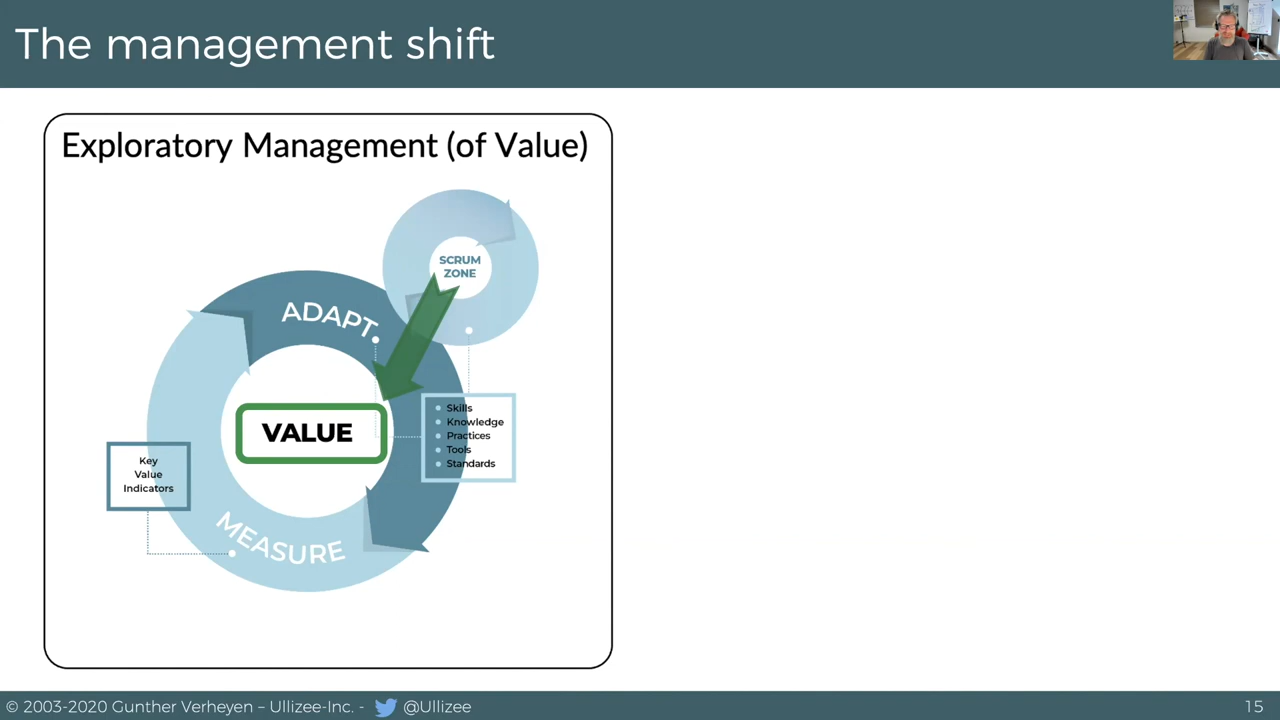 The management shift
Exploratory Management (of Value)
SCRUM
ZONE
ADAPT
VALUE
Skills
Knowledge
Practices
Tools
Standards
Key
Value
Indicators
MEASURE
© 2003-2020 Gunther Verheyen – Ullizee-Inc. - @Ullizee
15